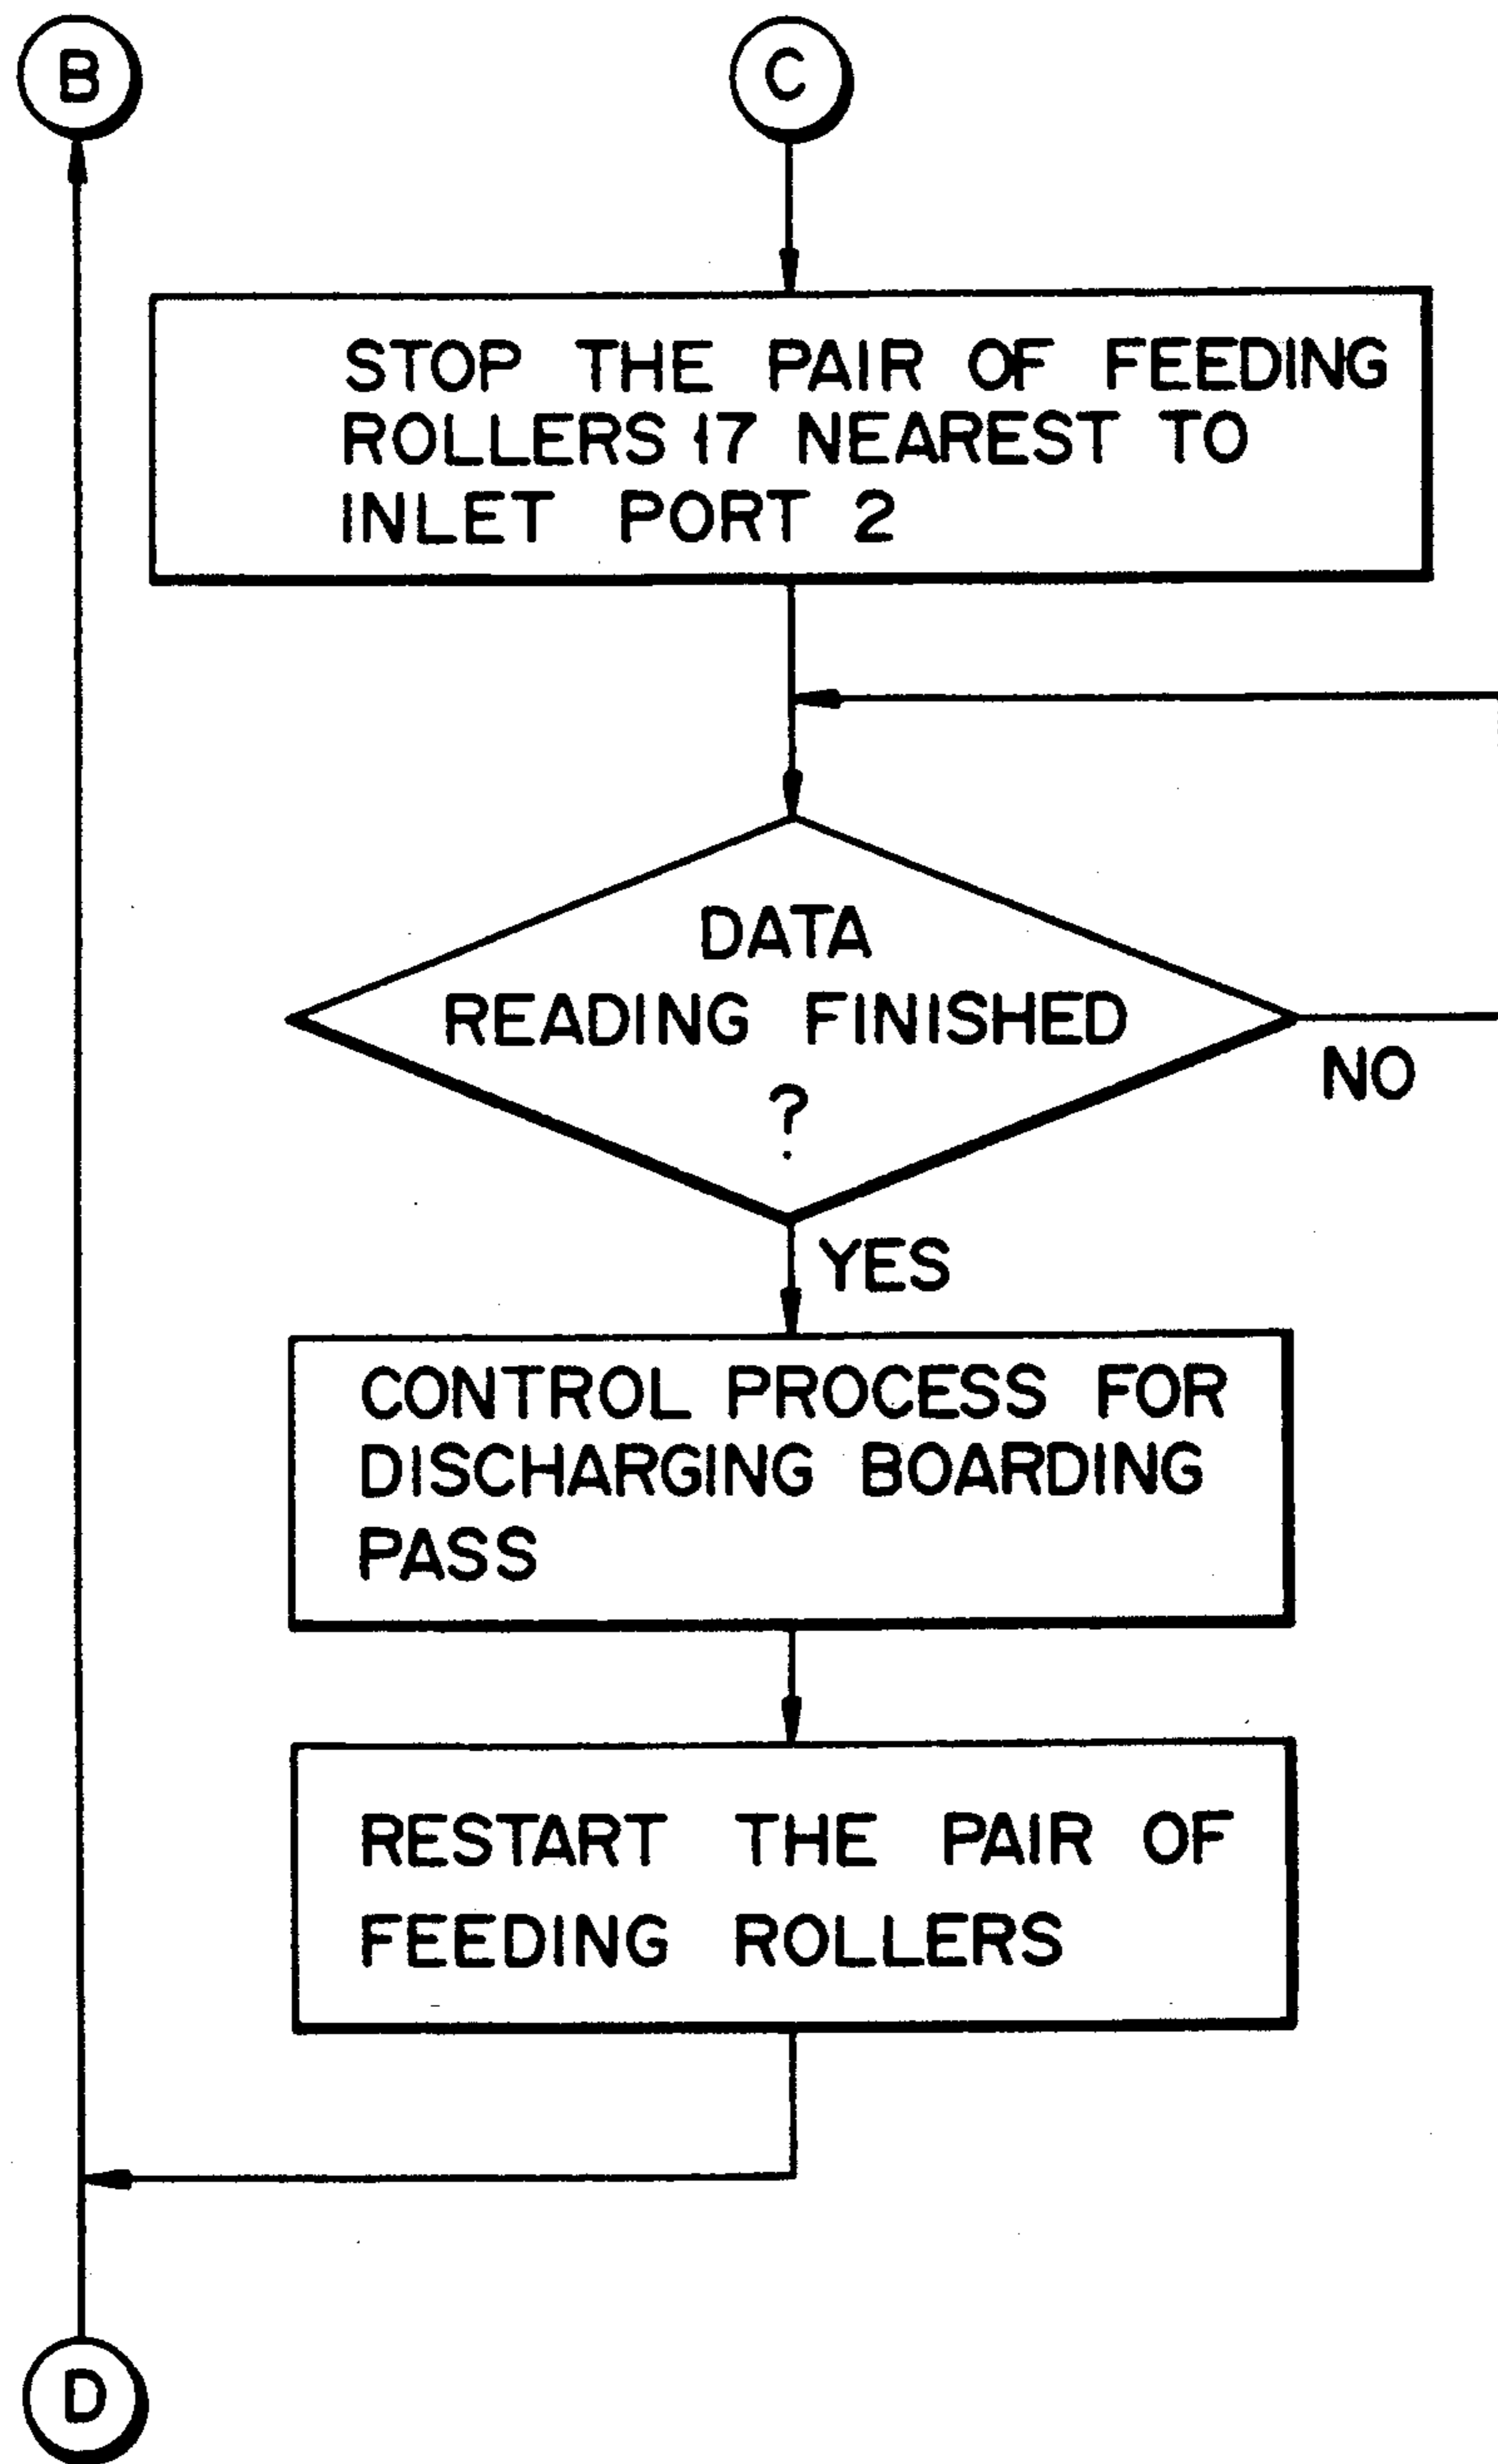 B
C
STOP THE PAIR OF FEEDING
ROLLERS 17 NEAREST TO
INLET PORT 2
DATA
READING FINISHED
?
NO
YES
CONTROL PROCESS FOR
DISCHARGING BOARDING
PASS
RESTART THE PAIR OF
FEEDING ROLLERS
D